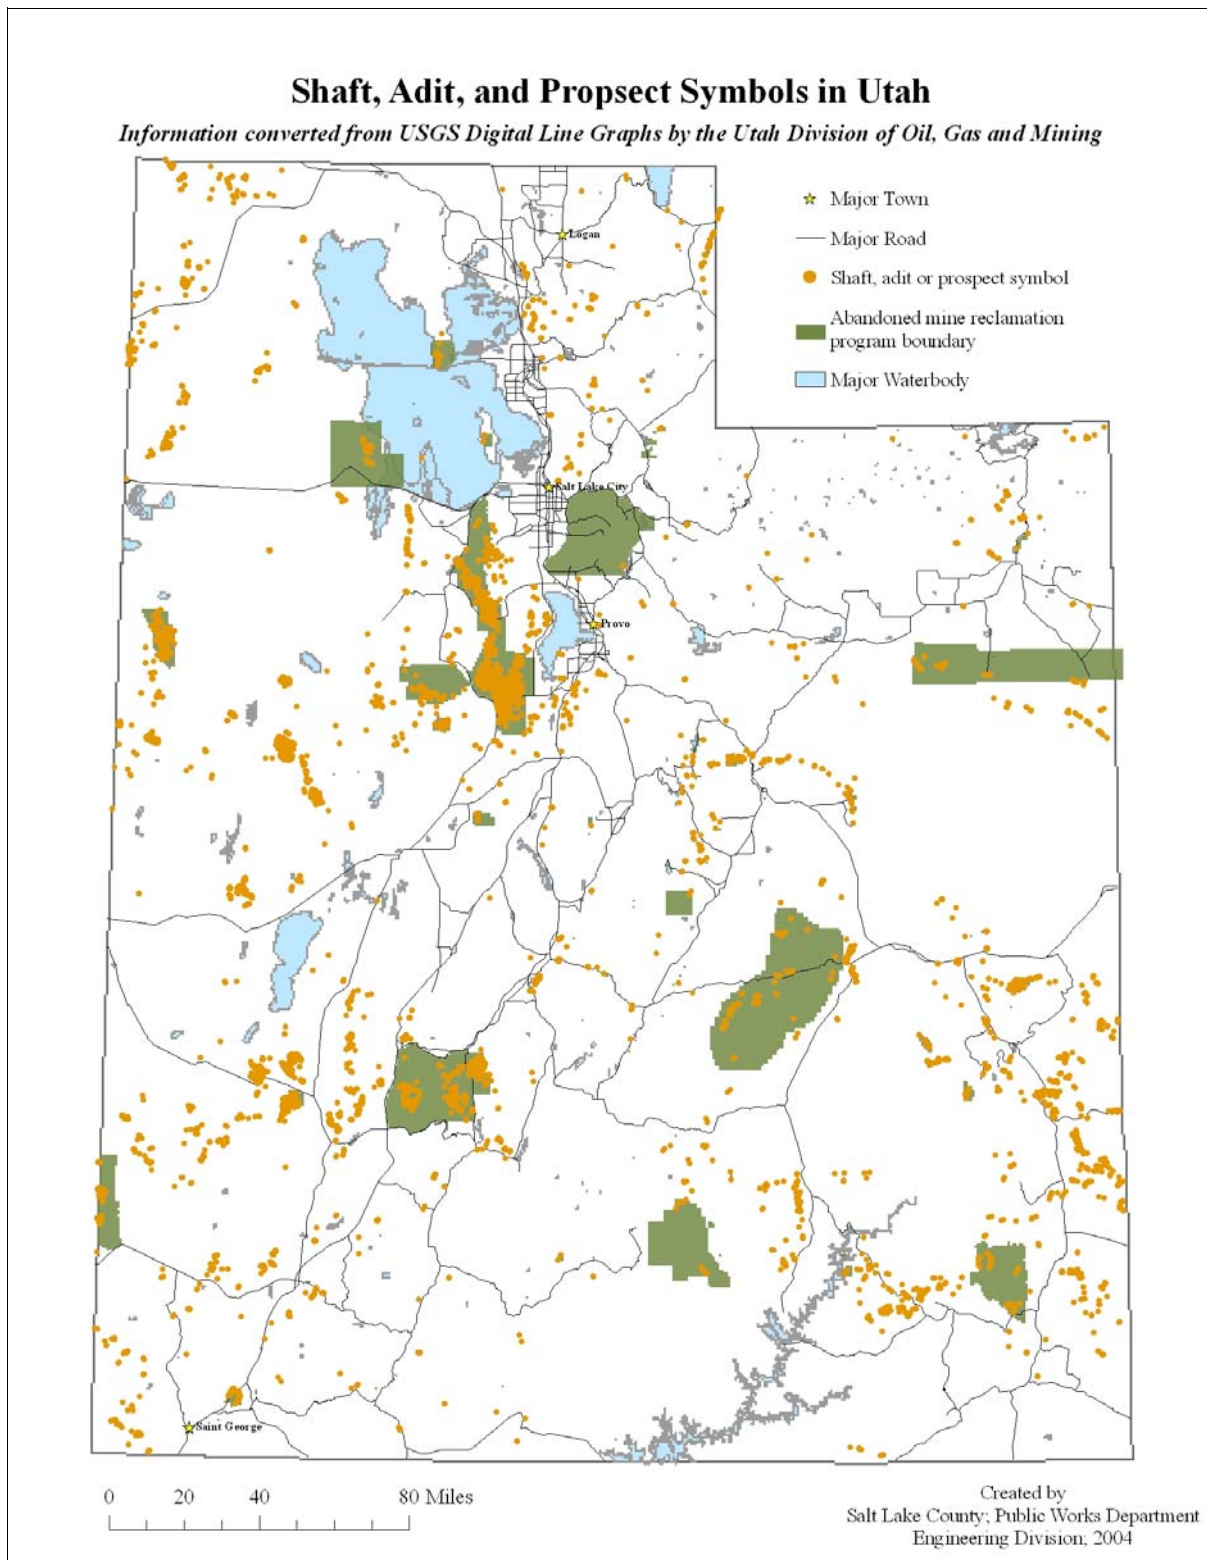 Shaft, Adit, and Propsect Symbols in Utah
Information converted from USGS Digital Line Graphs by the Utah Division of Oil, Gas and Mining
Major Town
Major Road
Shaft, adit or prospect symbol
Abandoned mine reclamation
program boundary
Major Waterbody
Logan
Salt Lake City
Provo
Saint George
0 20 40 80 Miles
Created by
Salt Lake County; Public Works Department
Engineering Division; 2004